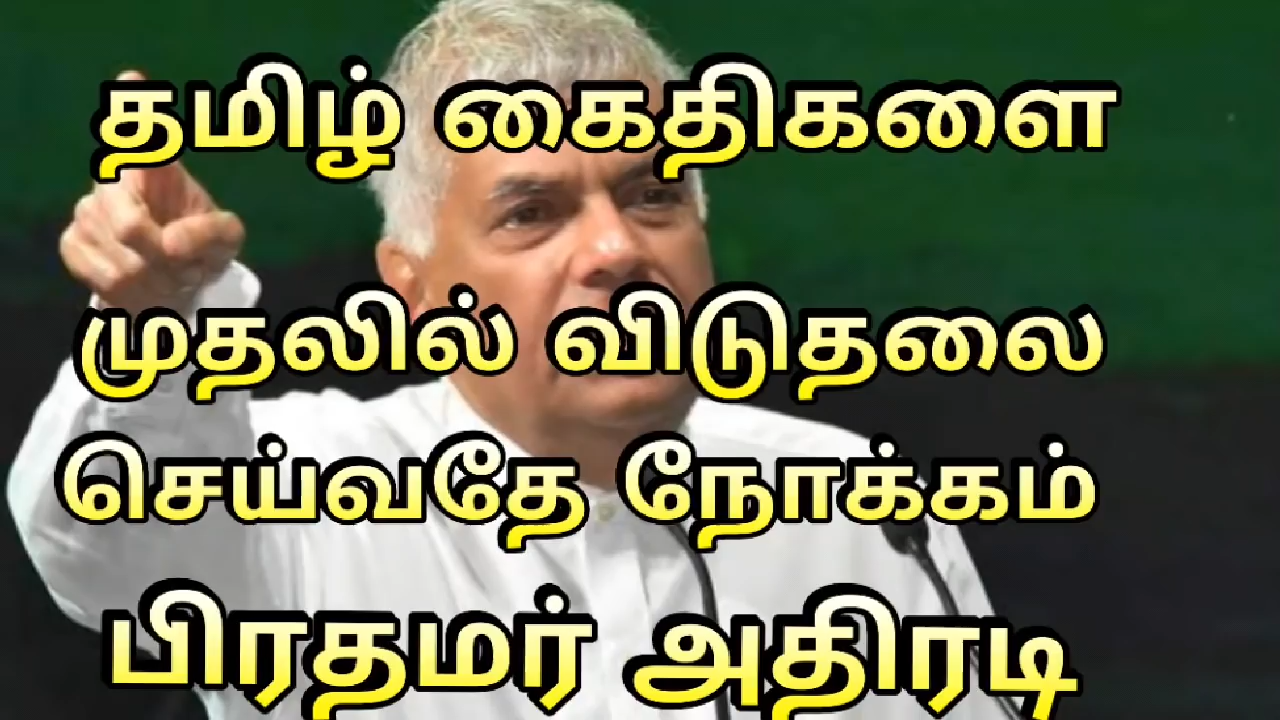 தமிழ் கைதிகளை
முதலில் விடுதலை
செய்வதே நோக்கம்
பிரதமர் அதிரடி